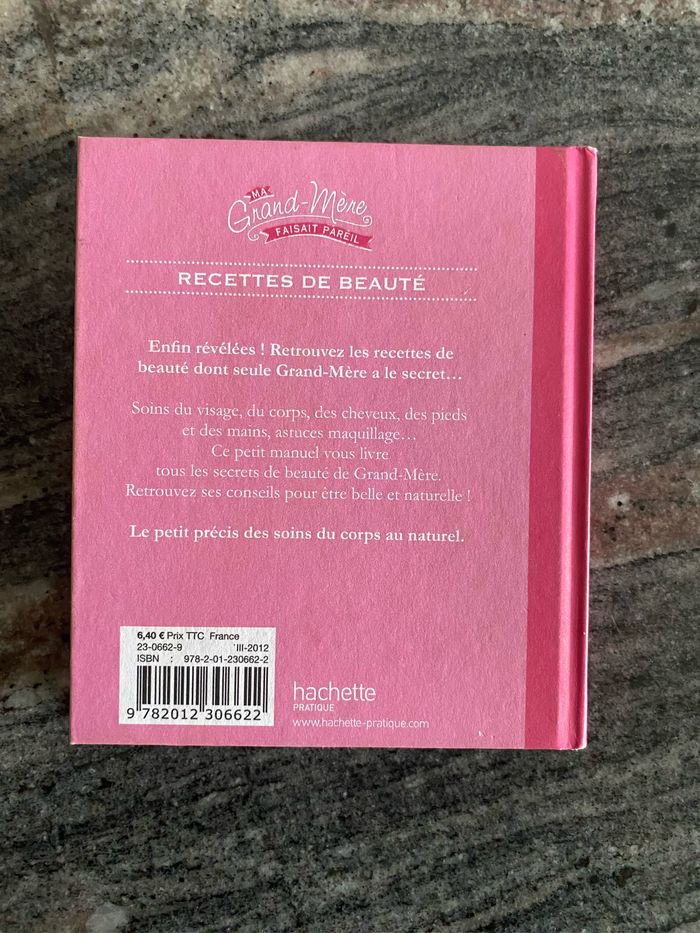 MA
Grand-Mère
FAISAIT PAREIL
RECETTES DE BEAUTÉ
Enfin révélées ! Retrouvez les recettes de
beauté dont seule Grand-Mère a le secret…
Soins du visage, du corps, des cheveux, des pieds
et des mains, astuces maquillage…
Ce petit manuel vous livre
tous les secrets de beauté de Grand-Mère.
Retrouvez ses conseils pour être belle et naturelle !
Le petit précis des soins du corps au naturel.
6,40 € Prix TTC France
23-0662-9 III-2012
ISBN : 978-2-01-230662-2
9 782012 306622
hachette
PRATIQUE
www.hachette-pratique.com